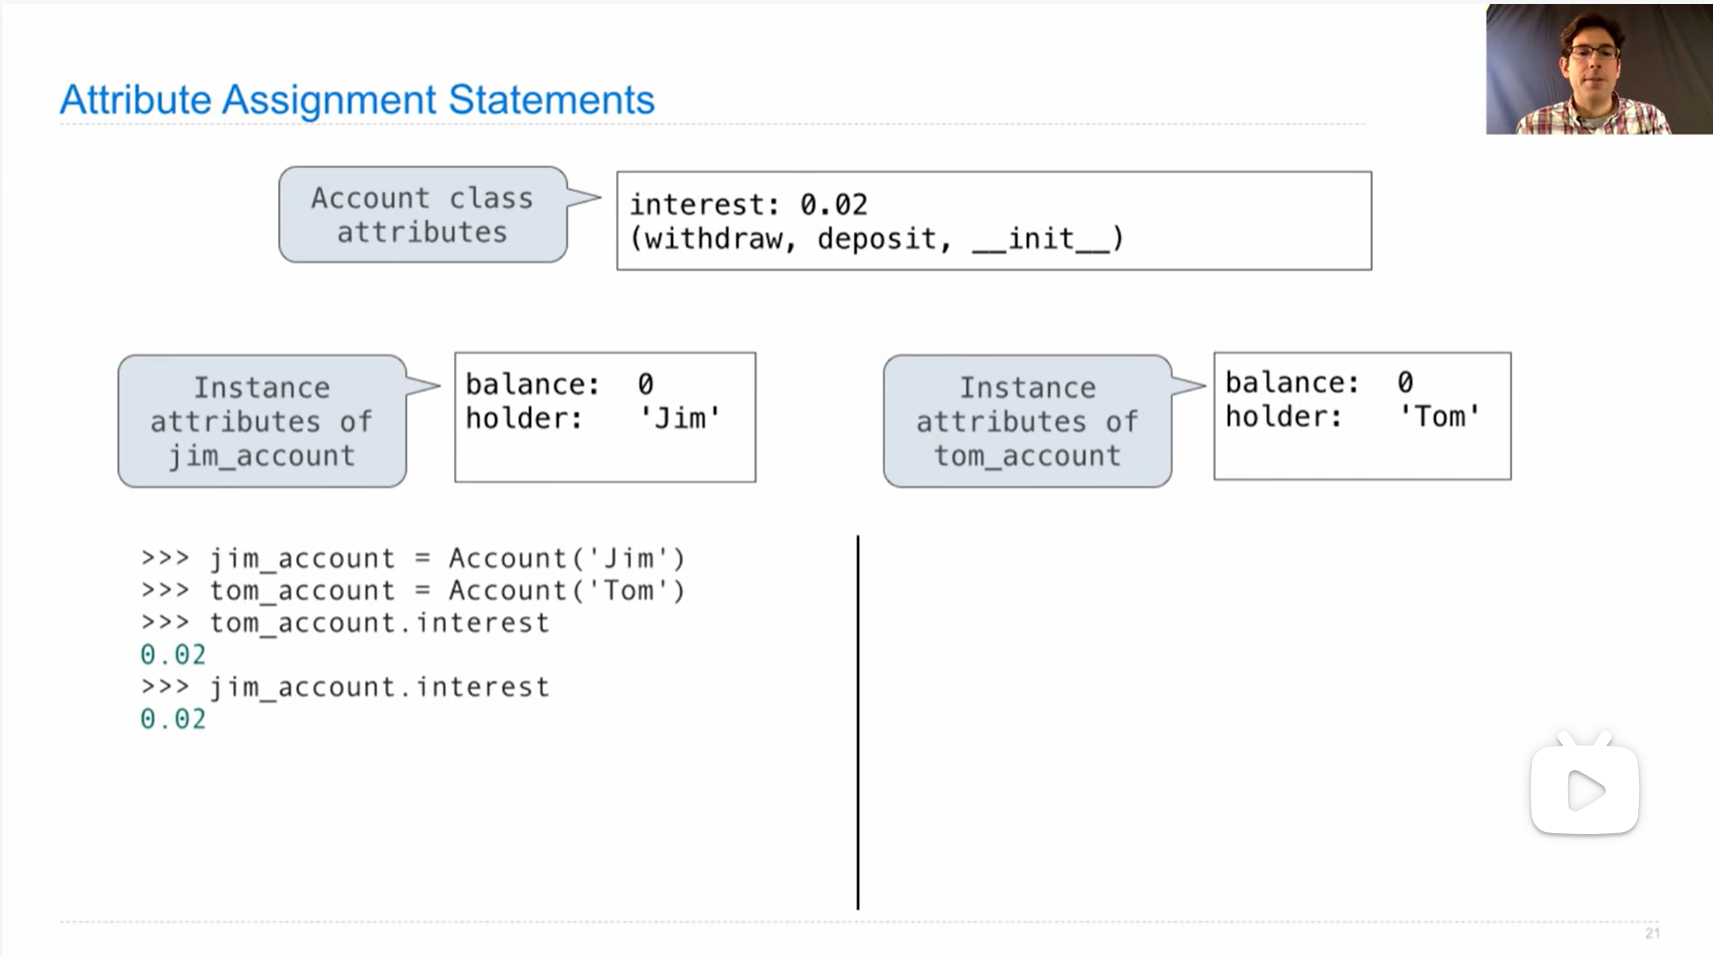 Attribute Assignment Statements
Account class
attributes
interest: 0.02
(withdraw, deposit, __init__)
Instance
attributes of
jim_account
balance:  0
holder:   'Jim'
Instance
attributes of
tom_account
balance:  0
holder:   'Tom'
>>> jim_account = Account('Jim')
>>> tom_account = Account('Tom')
>>> tom_account.interest
0.02
>>> jim_account.interest
0.02
21